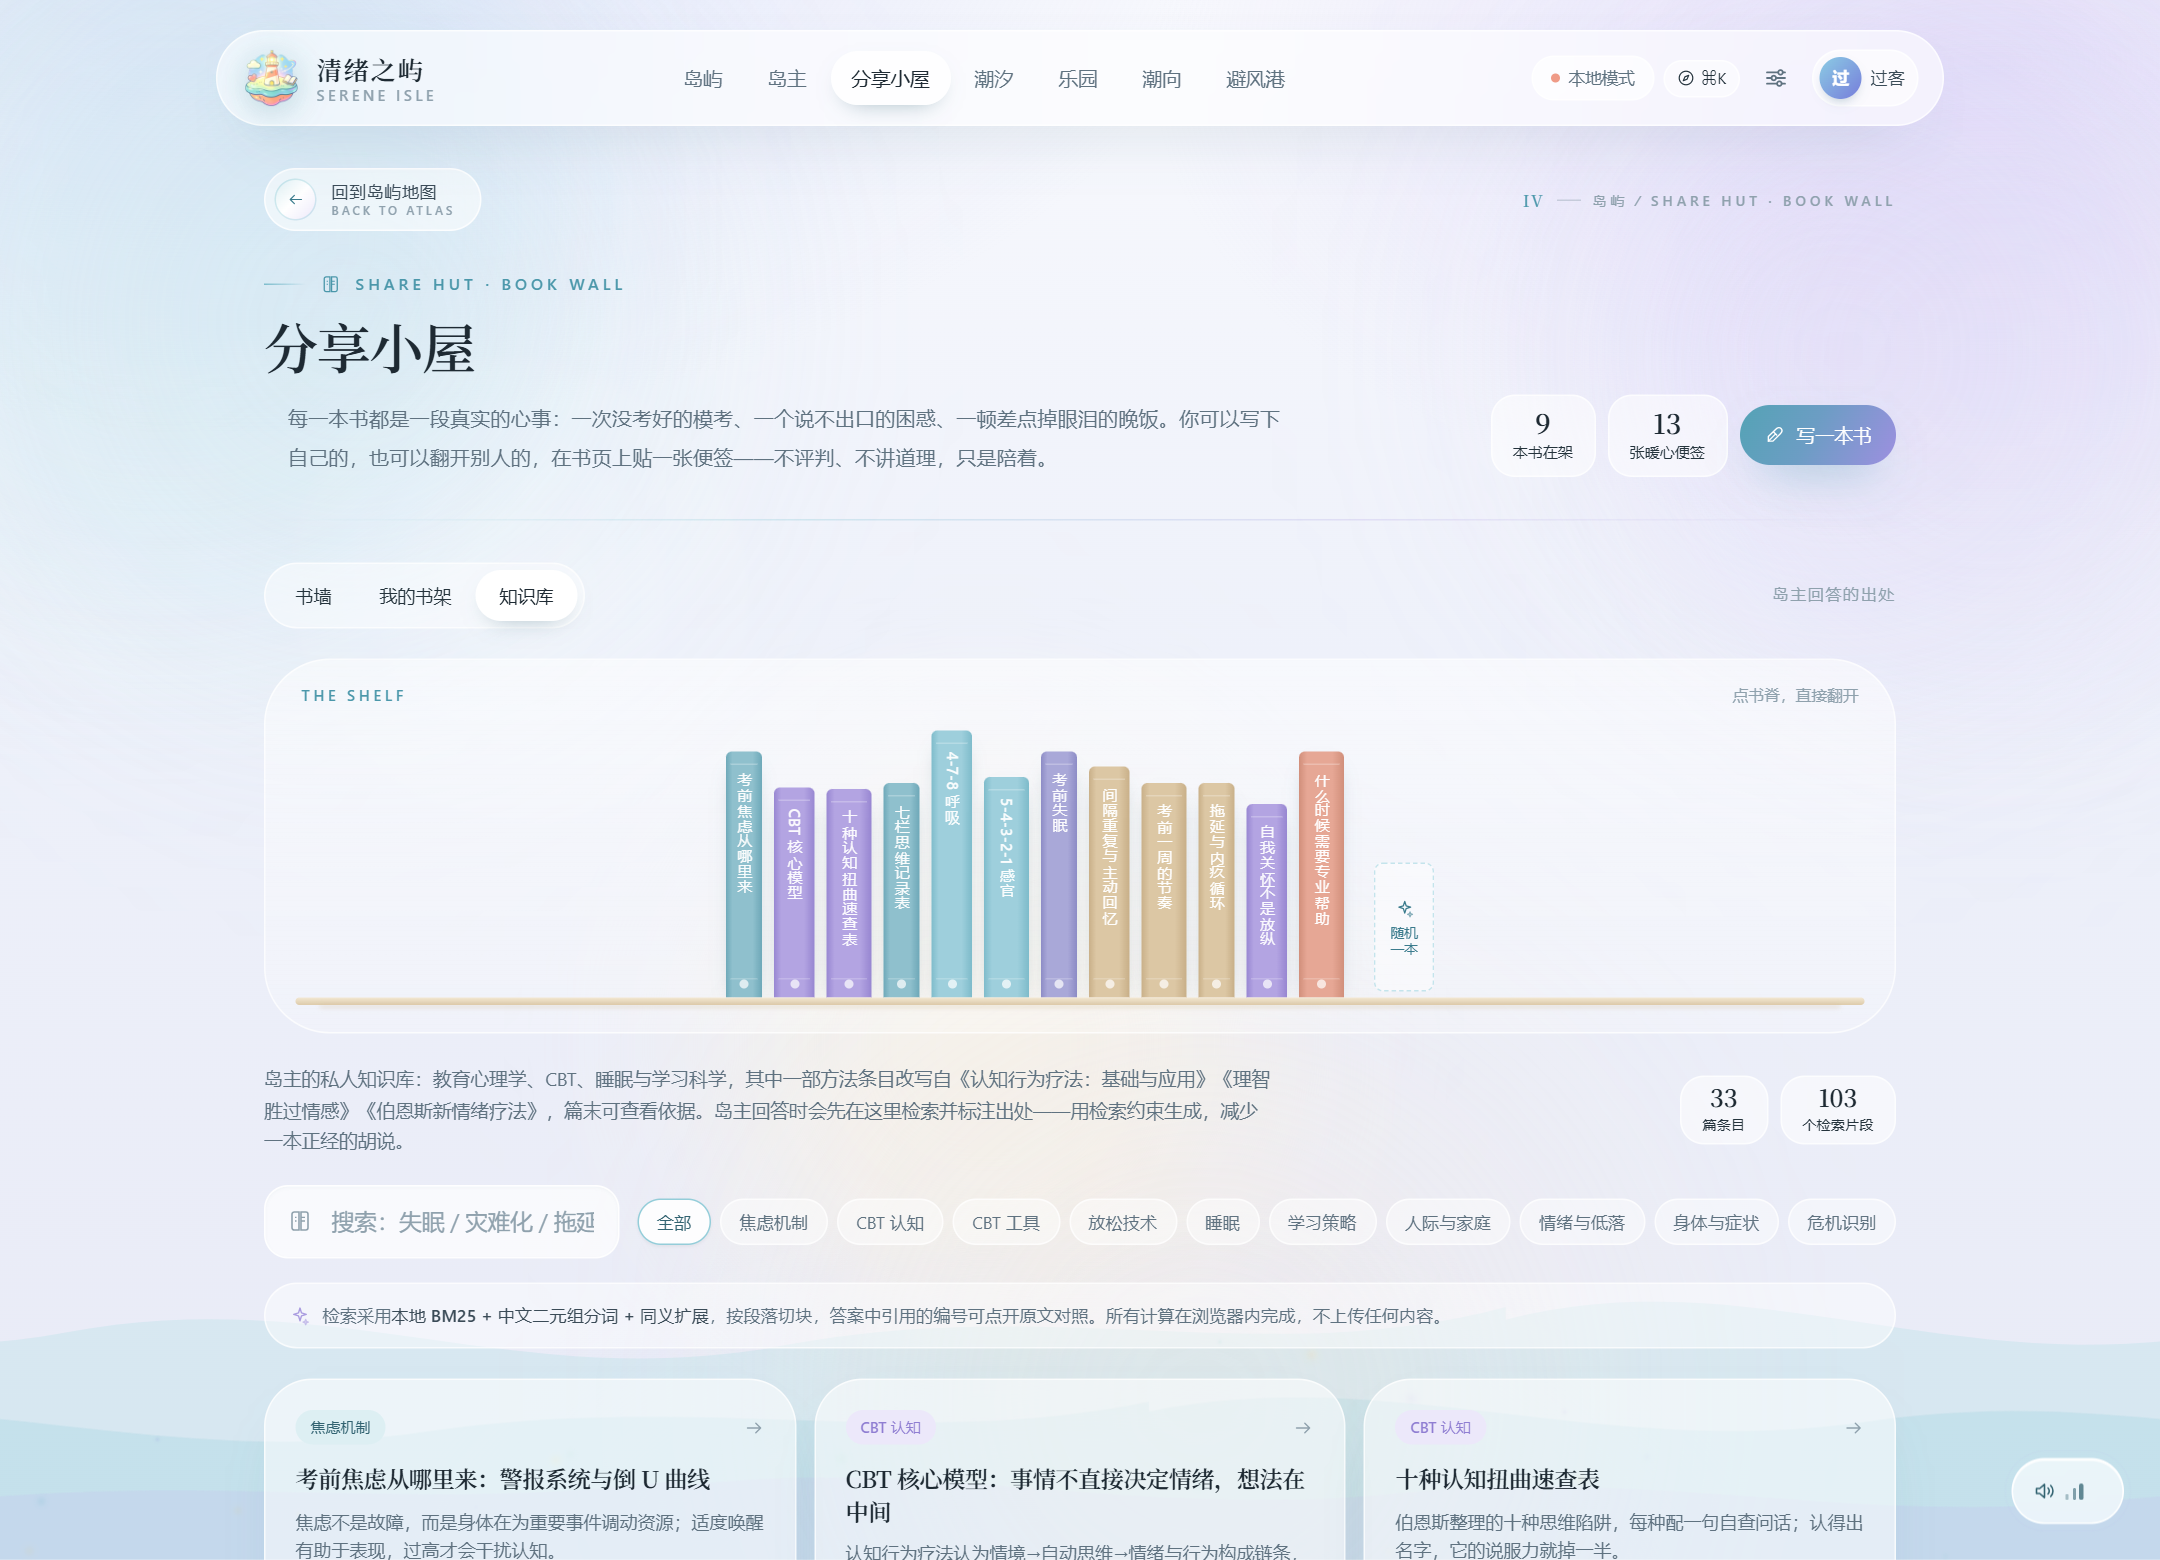 清绪之屿
SERENE ISLE
岛屿
岛主
分享小屋
潮汐
乐园
潮向
避风港
本地模式
⌘K
过
过客
回到岛屿地图
BACK TO ATLAS
IV — 岛屿 / SHARE HUT · BOOK WALL
SHARE HUT · BOOK WALL
分享小屋
每一本书都是一段真实的心事：一次没考好的模考、一个说不出口的困惑、一顿差点掉眼泪的晚饭。你可以写下
自己的，也可以翻开别人的，在书页上贴一张便签——不评判、不讲道理，只是陪着。
9
本书在架
13
张暖心便签
写一本书
书墙
我的书架
知识库
岛主回答的出处
THE SHELF
点书脊，直接翻开
考前焦虑从哪里来
CBT 核心模型
十种认知扭曲速查表
七栏思维记录表
4-7-8 呼吸
5-4-3-2-1 感官
考前失眠
间隔重复与主动回忆
考前一周的节奏
拖延与内疚循环
自我关怀不是放纵
什么时候需要专业帮助
随机
一本
岛主的私人知识库：教育心理学、CBT、睡眠与学习科学，其中一部分方法条目改写自《认知行为疗法：基础与应用》《理智
胜过情感》《伯恩斯新情绪疗法》，篇末可查看依据。岛主回答时会先在这里检索并标注出处——用检索约束生成，减少
一本正经的胡说。
33
篇条目
103
个检索片段
搜索：失眠 / 灾难化 / 拖延
全部
焦虑机制
CBT 认知
CBT 工具
放松技术
睡眠
学习策略
人际与家庭
情绪与低落
身体与症状
危机识别
检索采用本地 BM25 + 中文二元组分词 + 同义扩展，按段落切块，答案中引用的编号可点开原文对照。所有计算在浏览器内完成，不上传任何内容。
焦虑机制
考前焦虑从哪里来：警报系统与倒 U 曲线
焦虑不是故障，而是身体在为重要事件调动资源；适度唤醒
有助于表现，过高才会干扰认知。
CBT 认知
CBT 核心模型：事情不直接决定情绪，想法在
中间
认知行为疗法认为情境→自动思维→情绪与行为构成链条，
CBT 认知
十种认知扭曲速查表
伯恩斯整理的十种思维陷阱，每种配一句自查问话；认得出
名字，它的说服力就掉一半。